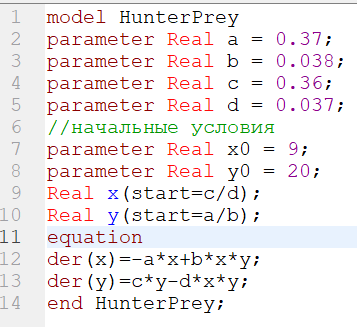 1 model HunterPrey
2 parameter Real a = 0.37;
3 parameter Real b = 0.038;
4 parameter Real c = 0.36;
5 parameter Real d = 0.037;
6 //начальные условия
7 parameter Real x0 = 9;
8 parameter Real y0 = 20;
9 Real x(start=c/d);
10 Real y(start=a/b);
11 equation
12 der(x)=-a*x+b*x*y;
13 der(y)=c*y-d*x*y;
14 end HunterPrey;